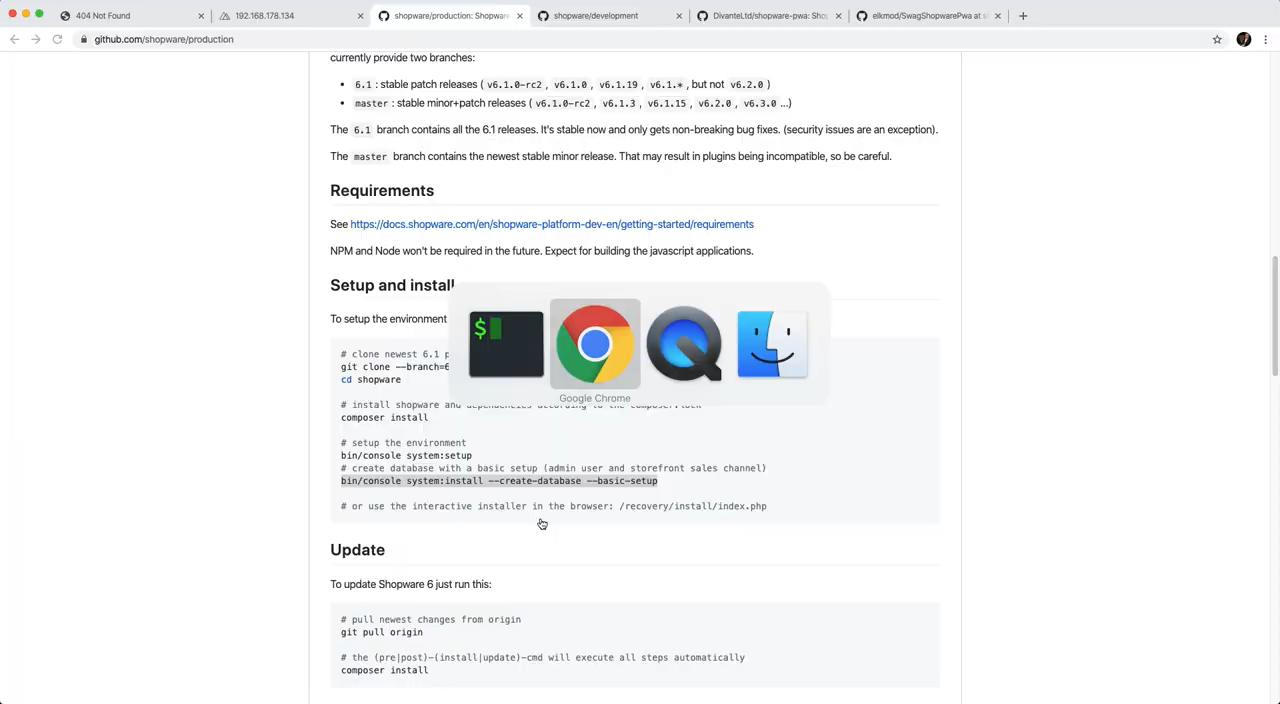 404 Not Found
192.168.178.134
shopware/production: Shopware
shopware/development
DivanteLtd/shopware-pwa: Shop
elkmod/SwagShopwarePwa at s
github.com/shopware/production
currently provide two branches:
6.1 : stable patch releases ( v6.1.0-rc2 , v6.1.0 , v6.1.19 , v6.1.* , but not v6.2.0 )
master : stable minor+patch releases ( v6.1.0-rc2 , v6.1.3 , v6.1.15 , v6.2.0 , v6.3.0 …)
The 6.1 branch contains all the 6.1 releases. It's stable now and only gets non-breaking bug fixes. (security issues are an exception).
The master branch contains the newest stable minor release. That may result in plugins being incompatible, so be careful.
Requirements
See https://docs.shopware.com/en/shopware-platform-dev-en/getting-started/requirements
NPM and Node won't be required in the future. Expect for building the javascript applications.
Setup and install
To setup the environment
$
# clone newest 6.1 p
git clone --branch=6
cd shopware
Google Chrome
# install shopware and dependencies according to the composer.lock
composer install
# setup the environment
bin/console system:setup
# create database with a basic setup (admin user and storefront sales channel)
bin/console system:install --create-database --basic-setup
# or use the interactive installer in the browser: /recovery/install/index.php
Update
To update Shopware 6 just run this:
# pull newest changes from origin
git pull origin
# the (pre|post)-(install|update)-cmd will execute all steps automatically
composer install